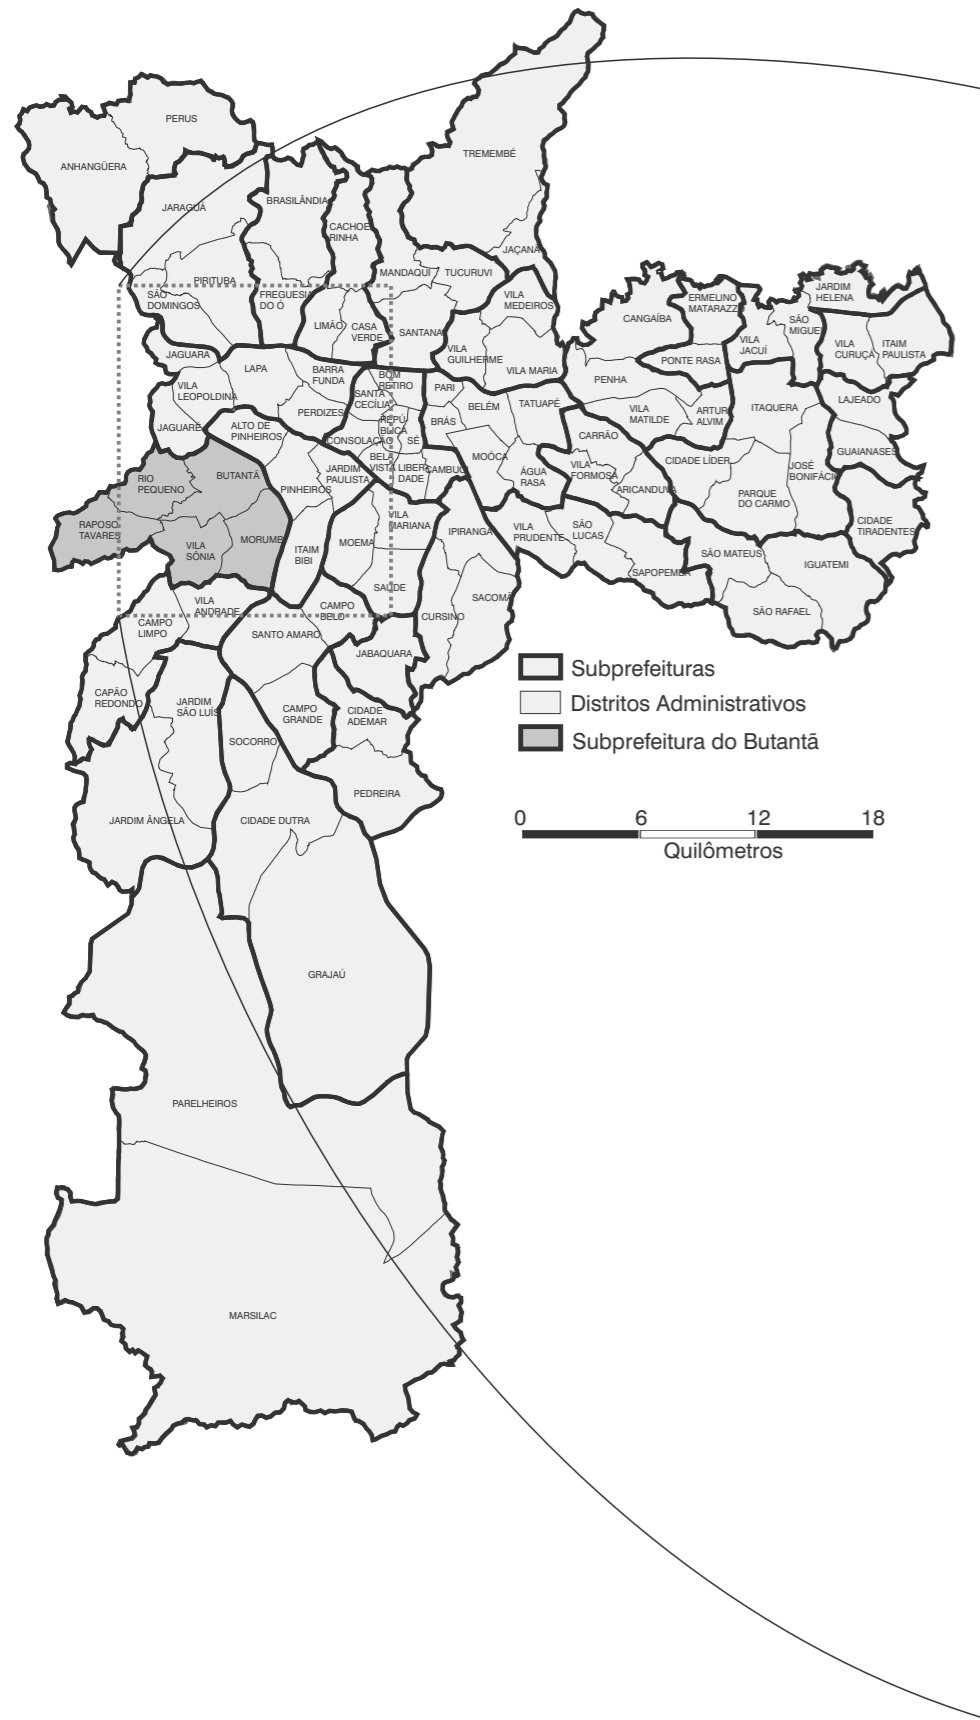 PERUS
ANHANGÜERA
TREMEMBÉ
JARAGUÁ
BRASILÂNDIA
CACHOE
RINHA
JAÇANÃ
MANDAQUI
TUCURUVI
PIRITUBA
SÃO
DOMINGOS
FREGUESIA
DO Ó
LIMÃO
CASA
VERDE
SANTANA
VILA
MEDEIROS
VILA
GUILHERME
VILA MARIA
CANGAÍBA
ERMELINO
MATARAZZO
JARDIM
HELENA
SÃO
MIGUEL
VILA
JACUÍ
VILA
CURUÇÁ
ITAIM
PAULISTA
PONTE RASA
PENHA
JAGUARA
LAPA
BARRA
FUNDA
BOM
RETIRO
PARI
VILA
LEOPOLDINA
SANTA
CECÍLIA
PERDIZES
BELÉM
TATUAPÉ
VILA
MATILDE
ARTUR
ALVIM
ITAQUERA
LAJEADO
JAGUARÉ
ALTO DE
PINHEIROS
CONSOLAÇÃO
REPÚ
BLICA
SÉ
BRÁS
CARRÃO
GUAIANASES
RIO
PEQUENO
BUTANTÃ
PINHEIROS
JARDIM
PAULISTA
BELA
VISTA
LIBER
DADE
CAMBUCI
MOÓCA
ÁGUA
RASA
VILA
FORMOSA
ARICANDUVA
CIDADE LÍDER
PARQUE
DO CARMO
JOSÉ
BONIFÁCIO
CIDADE
TIRADENTES
RAPOSO
TAVARES
VILA
SÔNIA
MORUMBI
ITAIM
BIBI
MOEMA
VILA
MARIANA
IPIRANGA
VILA
PRUDENTE
SÃO
LUCAS
SAPOPEMBA
SÃO MATEUS
IGUATEMI
SÃO RAFAEL
VILA
ANDRADE
CAMPO
LIMPO
SANTO AMARO
CAMPO
BELO
SAÚDE
CURSINO
SACOMÃ
JABAQUARA
CAPÃO
REDONDO
JARDIM
SÃO LUÍS
SOCORRO
CAMPO
GRANDE
CIDADE
ADEMAR
PEDREIRA
JARDIM ÂNGELA
CIDADE DUTRA
GRAJAÚ
PARELHEIROS
MARSILAC
Subprefeituras
Distritos Administrativos
Subprefeitura do Butantã
0 6 12 18
Quilômetros